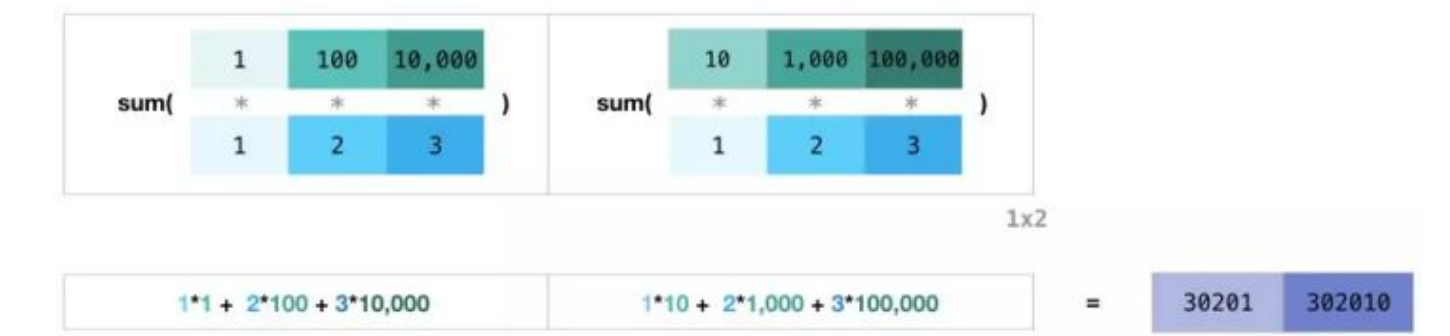 1 100 10,000 10 1,000 100,000
sum( * * * ) sum( * * * )
1 2 3 1 2 3
1x2
1*1 + 2*100 + 3*10,000 1*10 + 2*1,000 + 3*100,000 = 30201 302010